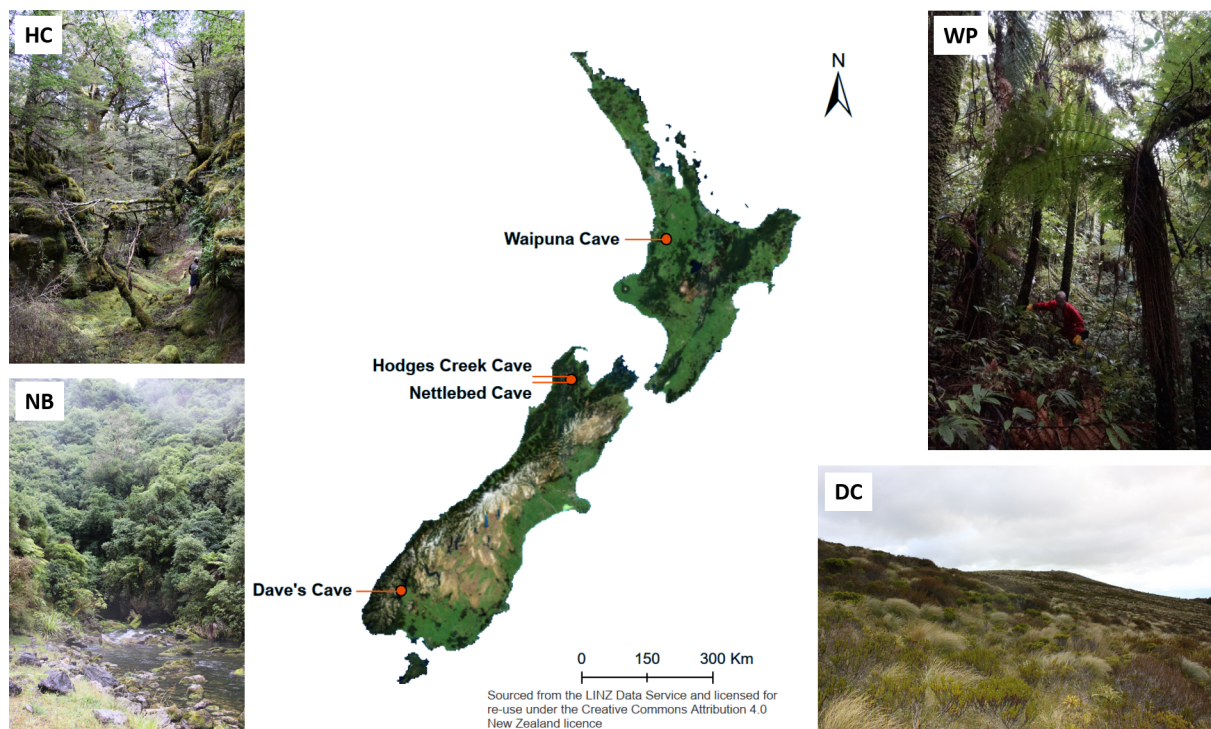 HC
WP
N
Waipuna Cave
Hodges Creek Cave
Nettlebed Cave
NB
DC
Dave's Cave
0 150 300 Km
Sourced from the LINZ Data Service and licensed for
re-use under the Creative Commons Attribution 4.0
New Zealand licence